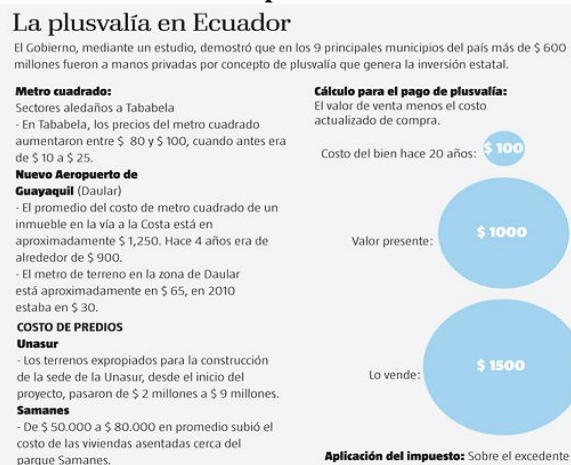 La plusvalía en Ecuador
El Gobierno, mediante un estudio, demostró que en los 9 principales municipios del país más de $ 600
millones fueron a manos privadas por concepto de plusvalía que genera la inversión estatal.
Metro cuadrado:
Sectores aledaños a Tababela
- En Tababela, los precios del metro cuadrado
aumentaron entre $ 80 y $ 100, cuando antes era
de $ 10 a $ 25.
Nuevo Aeropuerto de
Guayaquil (Daular)
- El promedio del costo de metro cuadrado de un
inmueble en la vía a la Costa está en
aproximadamente $ 1,250. Hace 4 años era de
alrededor de $ 900.
- El metro de terreno en la zona de Daular
está aproximadamente en $ 65, en 2010
estaba en $ 30.
COSTO DE PREDIOS
Unasur
- Los terrenos expropiados para la construcción
de la sede de la Unasur, desde el inicio del
proyecto, pasaron de $ 2 millones a $ 9 millones.
Samanes
- De $ 50.000 a $ 80.000 en promedio subió el
costo de las viviendas asentadas cerca del
parque Samanes.
Cálculo para el pago de plusvalía:
El valor de venta menos el costo
actualizado de compra.
Costo del bien hace 20 años: $ 100
Valor presente: $ 1000
Lo vende: $ 1500
Aplicación del impuesto: Sobre el excedente